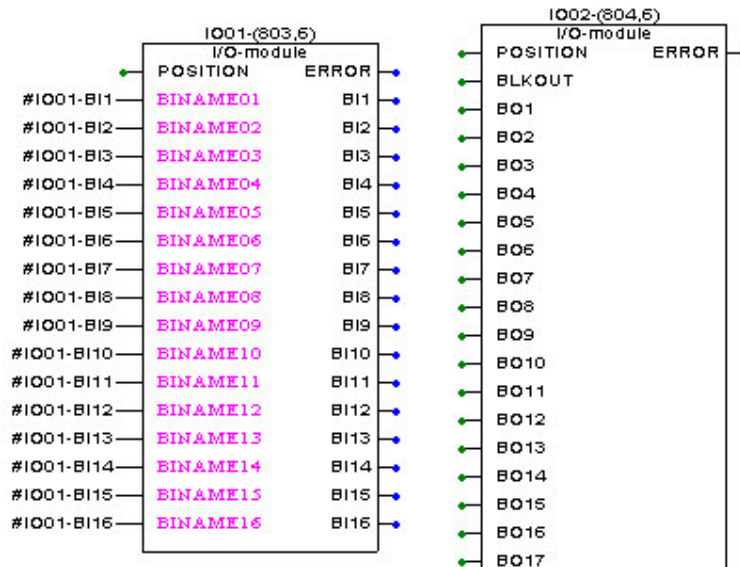 IO01-(803,6)
I/O-module
POSITION ERROR
#IO01-BI1 BINAME01 BI1
#IO01-BI2 BINAME02 BI2
#IO01-BI3 BINAME03 BI3
#IO01-BI4 BINAME04 BI4
#IO01-BI5 BINAME05 BI5
#IO01-BI6 BINAME06 BI6
#IO01-BI7 BINAME07 BI7
#IO01-BI8 BINAME08 BI8
#IO01-BI9 BINAME09 BI9
#IO01-BI10 BINAME10 BI10
#IO01-BI11 BINAME11 BI11
#IO01-BI12 BINAME12 BI12
#IO01-BI13 BINAME13 BI13
#IO01-BI14 BINAME14 BI14
#IO01-BI15 BINAME15 BI15
#IO01-BI16 BINAME16 BI16
IO02-(804,6)
I/O-module
POSITION ERROR
BLKOUT
BO1
BO2
BO3
BO4
BO5
BO6
BO7
BO8
BO9
BO10
BO11
BO12
BO13
BO14
BO15
BO16
BO17